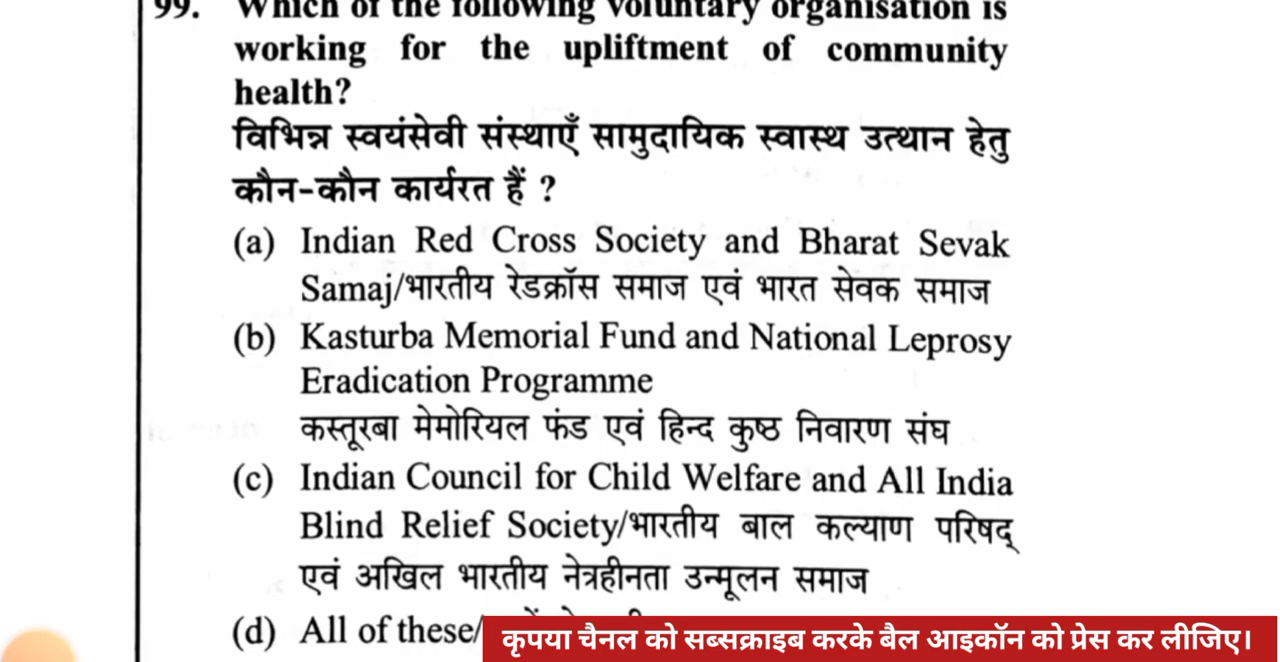 99. Which of the following voluntary organisation is
working for the upliftment of community
health?
विभिन्न स्वयंसेवी संस्थाएँ सामुदायिक स्वास्थ उत्थान हेतु
कौन-कौन कार्यरत हैं ?
(a) Indian Red Cross Society and Bharat Sevak
Samaj/भारतीय रेडक्रॉस समाज एवं भारत सेवक समाज
(b) Kasturba Memorial Fund and National Leprosy
Eradication Programme
कस्तूरबा मेमोरियल फंड एवं हिन्द कुष्ठ निवारण संघ
(c) Indian Council for Child Welfare and All India
Blind Relief Society/भारतीय बाल कल्याण परिषद्
एवं अखिल भारतीय नेत्रहीनता उन्मूलन समाज
(d) All of these/
कृपया चैनल को सब्सक्राइब करके बैल आइकॉन को प्रेस कर लीजिए।